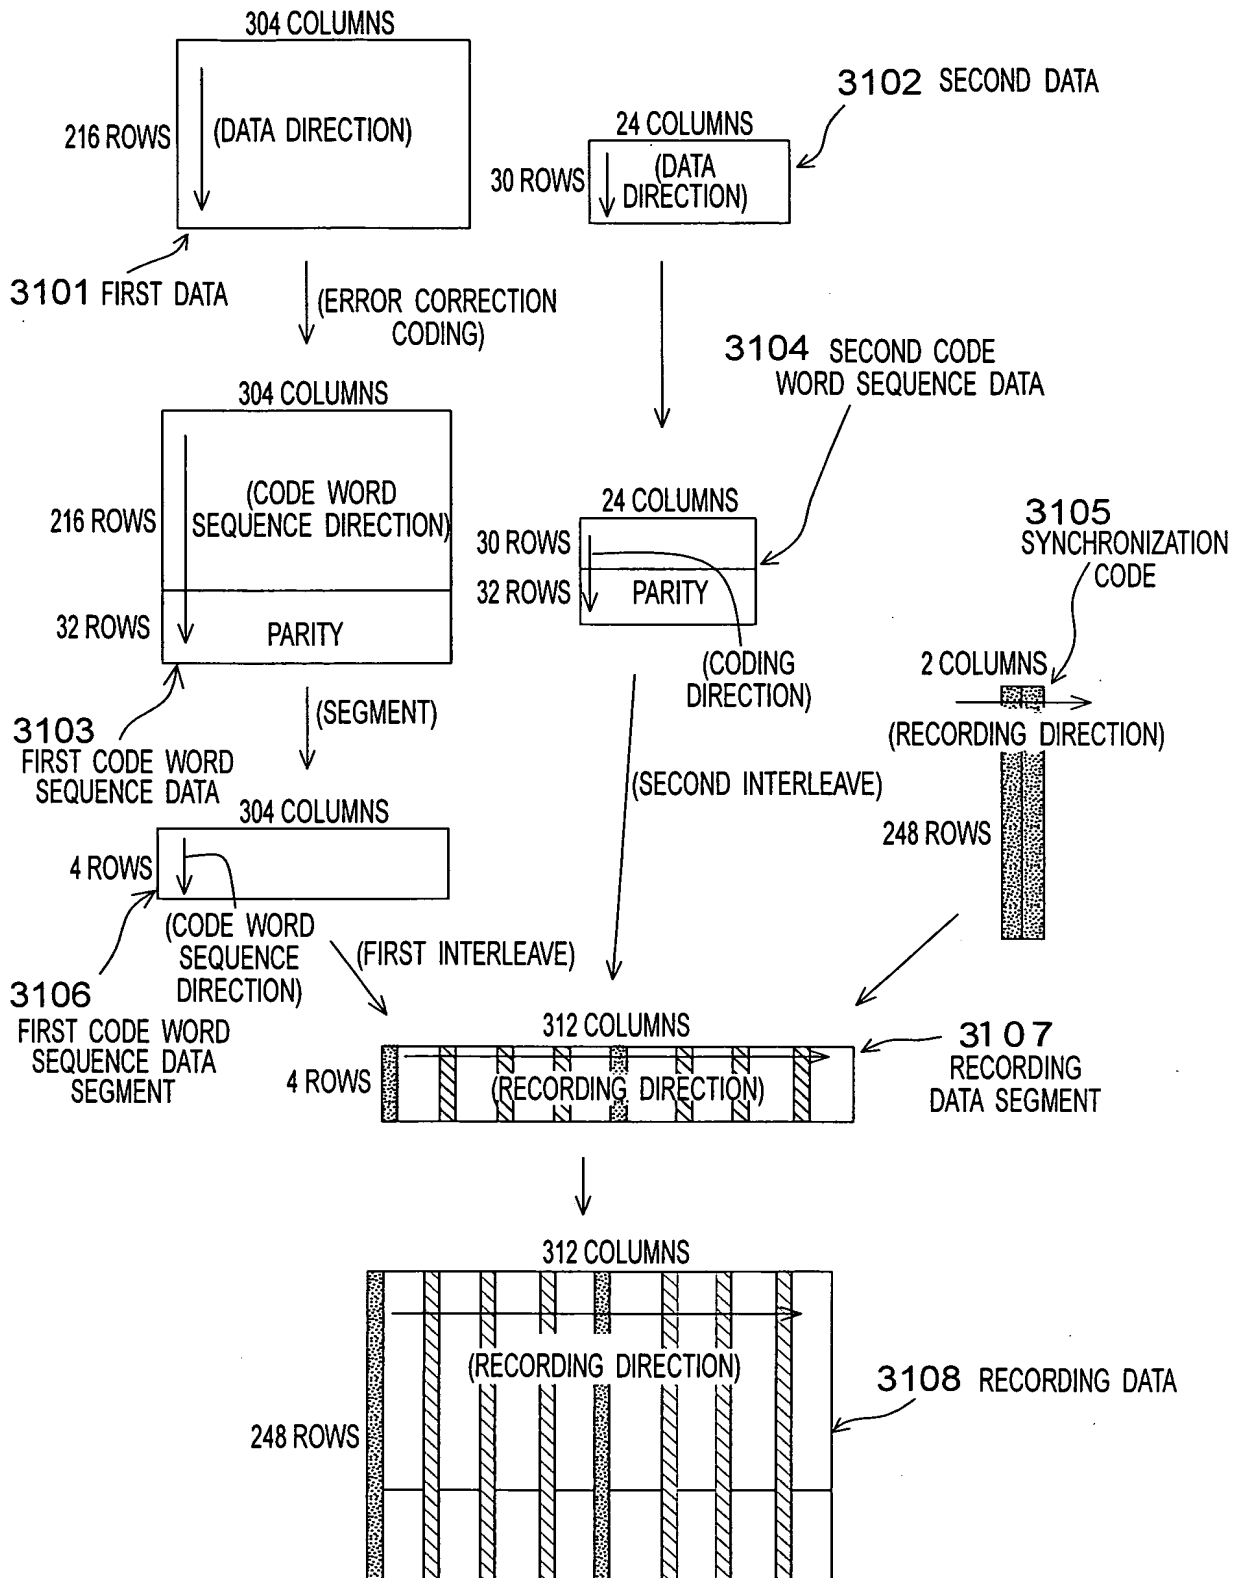 304 COLUMNS
216 ROWS
(DATA DIRECTION)
3101 FIRST DATA
3102 SECOND DATA
24 COLUMNS
30 ROWS
(DATA
DIRECTION)
(ERROR CORRECTION
CODING)
3104 SECOND CODE
WORD SEQUENCE DATA
304 COLUMNS
216 ROWS
(CODE WORD
SEQUENCE DIRECTION)
32 ROWS
PARITY
3103
FIRST CODE WORD
SEQUENCE DATA
24 COLUMNS
30 ROWS
32 ROWS
PARITY
(CODING
DIRECTION)
3105
SYNCHRONIZATION
CODE
2 COLUMNS
(RECORDING DIRECTION)
248 ROWS
(SEGMENT)
(SECOND INTERLEAVE)
304 COLUMNS
4 ROWS
(CODE WORD
SEQUENCE
DIRECTION)
(FIRST INTERLEAVE)
3106
FIRST CODE WORD
SEQUENCE DATA
SEGMENT
312 COLUMNS
4 ROWS
(RECORDING DIRECTION)
3107
RECORDING
DATA SEGMENT
312 COLUMNS
(RECORDING DIRECTION)
248 ROWS
3108 RECORDING DATA